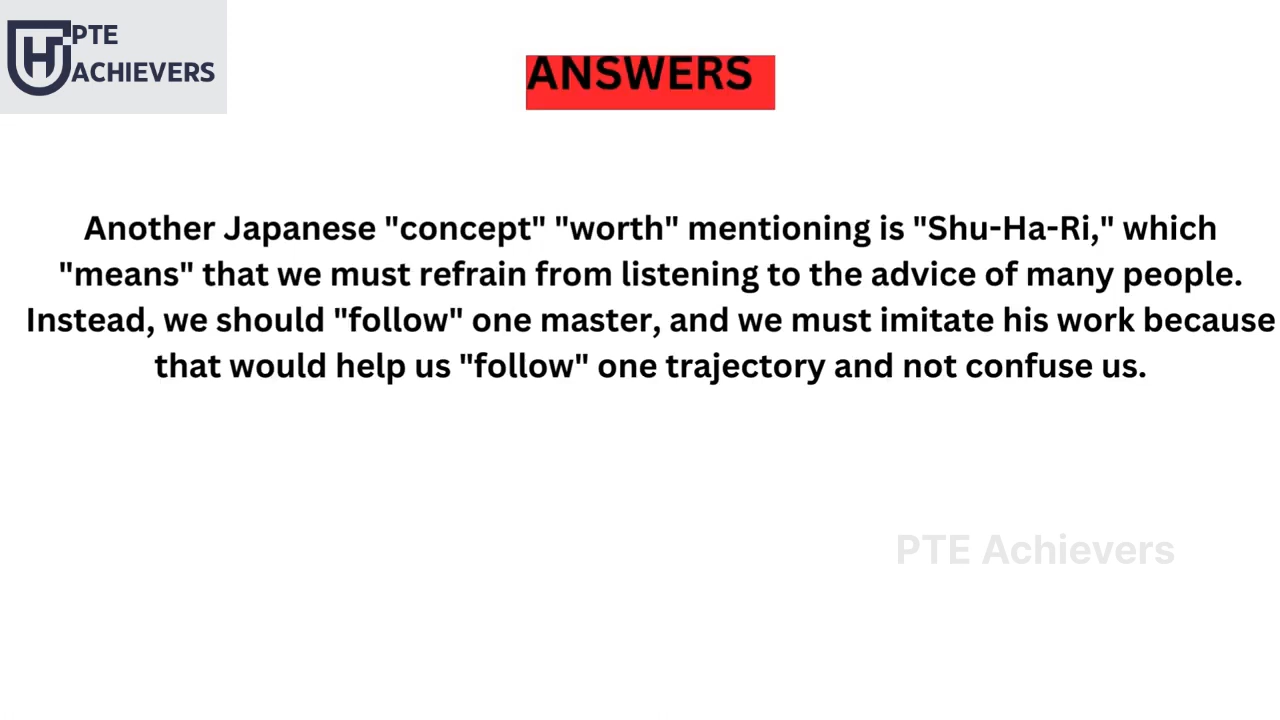 PTE
ACHIEVERS
ANSWERS
Another Japanese "concept" "worth" mentioning is "Shu-Ha-Ri," which
"means" that we must refrain from listening to the advice of many people.
Instead, we should "follow" one master, and we must imitate his work because
that would help us "follow" one trajectory and not confuse us.
PTE Achievers